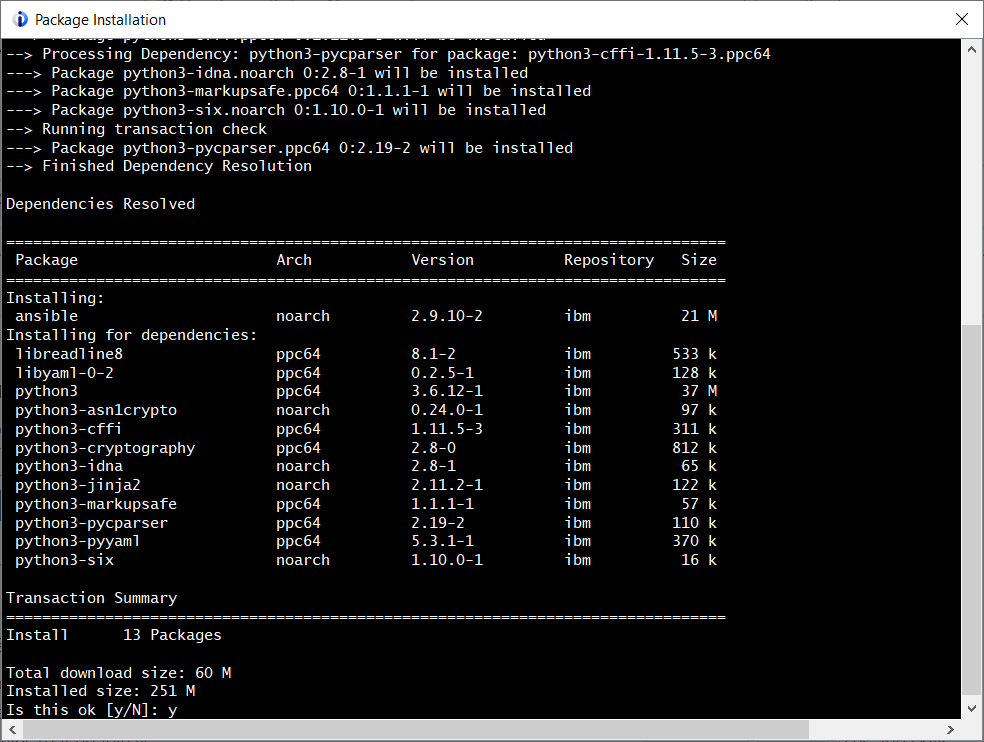 Package Installation
--> Processing Dependency: python3-pycparser for package: python3-cffi-1.11.5-3.ppc64
---> Package python3-idna.noarch 0:2.8-1 will be installed
---> Package python3-markupsafe.ppc64 0:1.1.1-1 will be installed
---> Package python3-six.noarch 0:1.10.0-1 will be installed
--> Running transaction check
---> Package python3-pycparser.ppc64 0:2.19-2 will be installed
--> Finished Dependency Resolution
Dependencies Resolved
================================================================================
Package Arch Version Repository Size
================================================================================
Installing:
ansible noarch 2.9.10-2 ibm 21 M
Installing for dependencies:
libreadline8 ppc64 8.1-2 ibm 533 k
libyaml-0-2 ppc64 0.2.5-1 ibm 128 k
python3 ppc64 3.6.12-1 ibm 37 M
python3-asn1crypto noarch 0.24.0-1 ibm 97 k
python3-cffi ppc64 1.11.5-3 ibm 311 k
python3-cryptography ppc64 2.8-0 ibm 812 k
python3-idna noarch 2.8-1 ibm 65 k
python3-jinja2 noarch 2.11.2-1 ibm 122 k
python3-markupsafe ppc64 1.1.1-1 ibm 57 k
python3-pycparser ppc64 2.19-2 ibm 110 k
python3-pyyaml ppc64 5.3.1-1 ibm 370 k
python3-six noarch 1.10.0-1 ibm 16 k
Transaction Summary
================================================================================
Install 13 Packages
Total download size: 60 M
Installed size: 251 M
Is this ok [y/N]: y